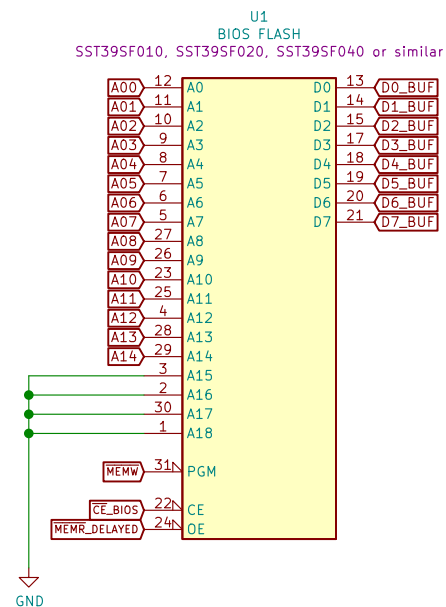 U1
BIOS FLASH
SST39SF010, SST39SF020, SST39SF040 or similar
A00 12 A0 D0 13 D0_BUF
A01 11 A1 D1 14 D1_BUF
A02 10 A2 D2 15 D2_BUF
A03 9 A3 D3 17 D3_BUF
A04 8 A4 D4 18 D4_BUF
A05 7 A5 D5 19 D5_BUF
A06 6 A6 D6 20 D6_BUF
A07 5 A7 D7 21 D7_BUF
A08 27 A8
A09 26 A9
A10 23 A10
A11 25 A11
A12 4 A12
A13 28 A13
A14 29 A14
3 A15
2 A16
30 A17
1 A18
MEMW 31 PGM
CE_BIOS 22 CE
MEMR_DELAYED 24 OE
GND